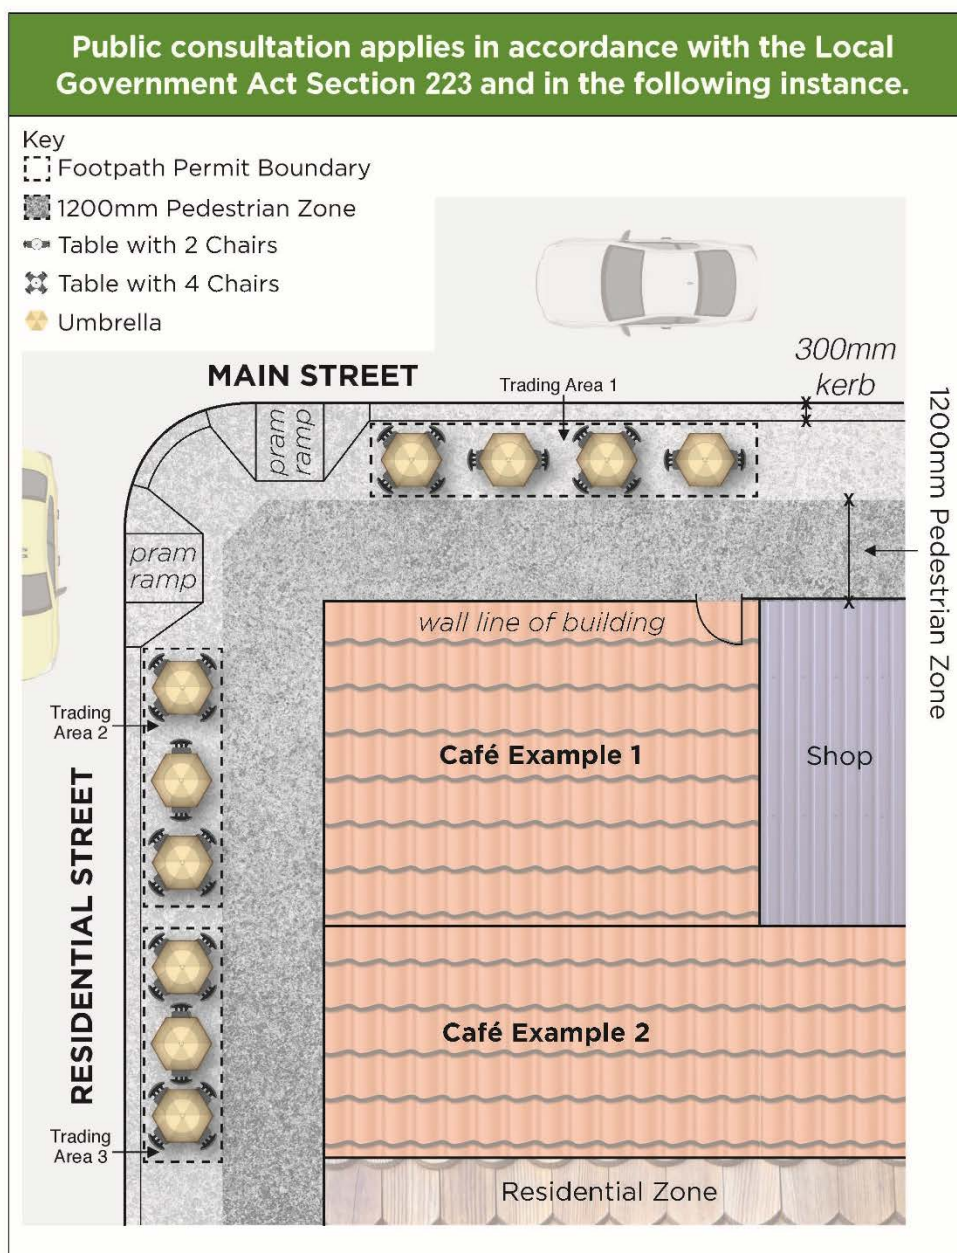 Public consultation applies in accordance with the Local
Government Act Section 223 and in the following instance.
Key
Footpath Permit Boundary
1200mm Pedestrian Zone
Table with 2 Chairs
Table with 4 Chairs
Umbrella
MAIN STREET
Trading Area 1
300mm
kerb
pram
ramp
1200mm Pedestrian Zone
pram
ramp
wall line of building
Trading
Area 2
Café Example 1
Shop
RESIDENTIAL STREET
Café Example 2
Trading
Area 3
Residential Zone